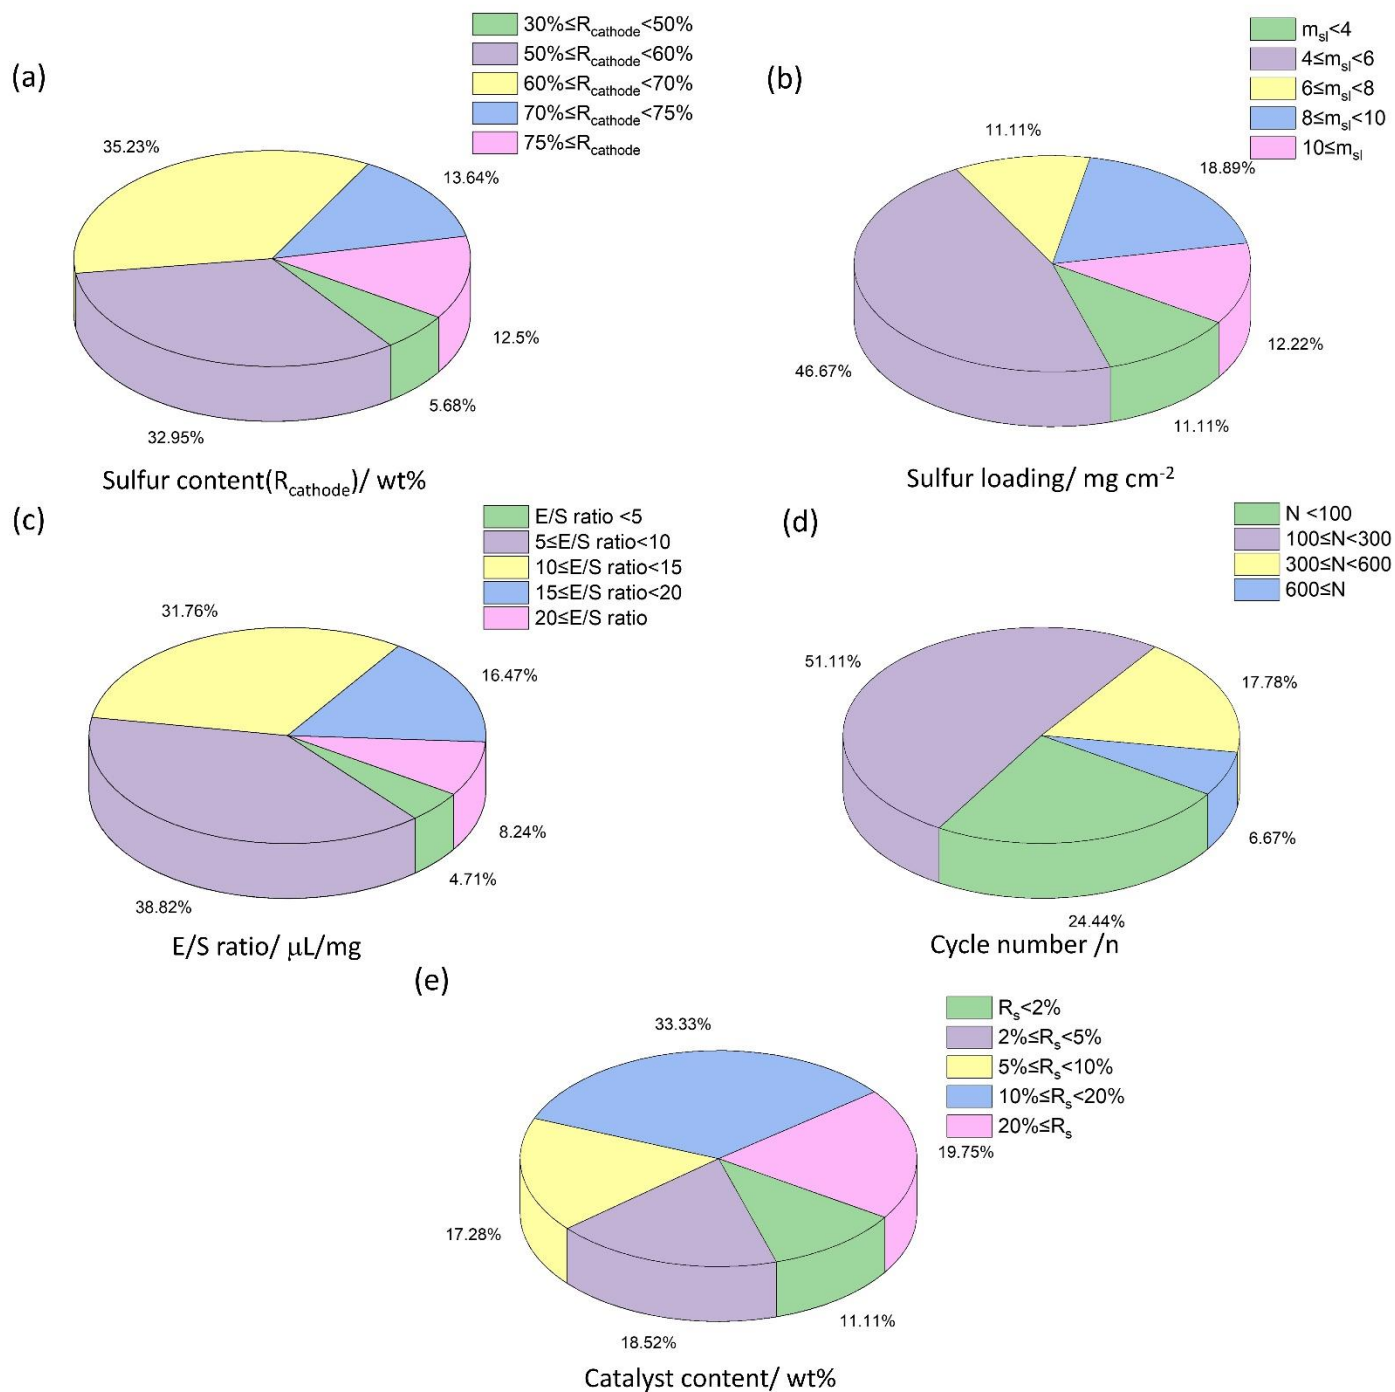 (a)
30%≤Rcathode<50%
50%≤Rcathode<60%
60%≤Rcathode<70%
70%≤Rcathode<75%
75%≤Rcathode
35.23%
13.64%
12.5%
5.68%
32.95%
Sulfur content(Rcathode)/ wt%
(b)
msl<4
4≤msl<6
6≤msl<8
8≤msl<10
10≤msl
11.11%
18.89%
12.22%
46.67%
11.11%
Sulfur loading/ mg cm-2
(c)
E/S ratio <5
5≤E/S ratio<10
10≤E/S ratio<15
15≤E/S ratio<20
20≤E/S ratio
31.76%
16.47%
8.24%
4.71%
38.82%
E/S ratio/ μL/mg
(d)
N <100
100≤N<300
300≤N<600
600≤N
51.11%
17.78%
6.67%
24.44%
Cycle number /n
(e)
Rs<2%
2%≤Rs<5%
5%≤Rs<10%
10%≤Rs<20%
20%≤Rs
33.33%
19.75%
17.28%
11.11%
18.52%
Catalyst content/ wt%